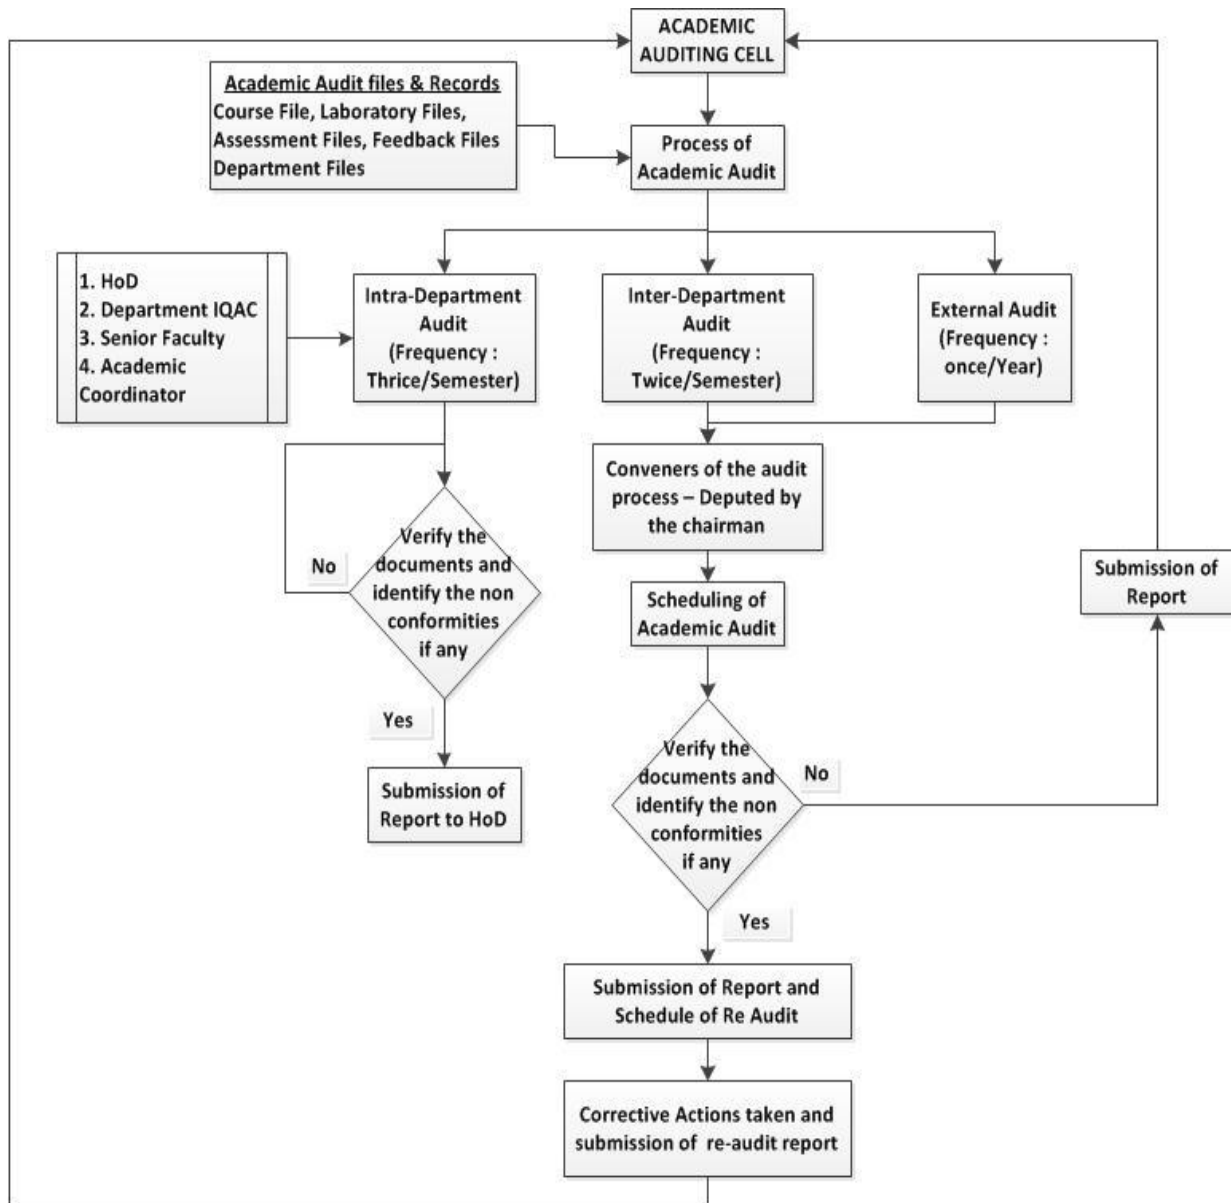 ACADEMIC
AUDITING CELL
Academic Audit files & Records
Course File, Laboratory Files,
Assessment Files, Feedback Files
Department Files
Process of
Academic Audit
1. HoD
2. Department IQAC
3. Senior Faculty
4. Academic
Coordinator
Intra-Department
Audit
(Frequency :
Thrice/Semester)
Inter-Department
Audit
(Frequency :
Twice/Semester)
External Audit
(Frequency :
once/Year)
Conveners of the audit
process – Deputed by
the chairman
Verify the
documents and
identify the non
conformities
if any
No
Scheduling of
Academic Audit
Submission of
Report
Yes
Submission of
Report to HoD
Verify the
documents and
identify the non
conformities
if any
No
Yes
Submission of Report and
Schedule of Re Audit
Corrective Actions taken and
submission of re-audit report